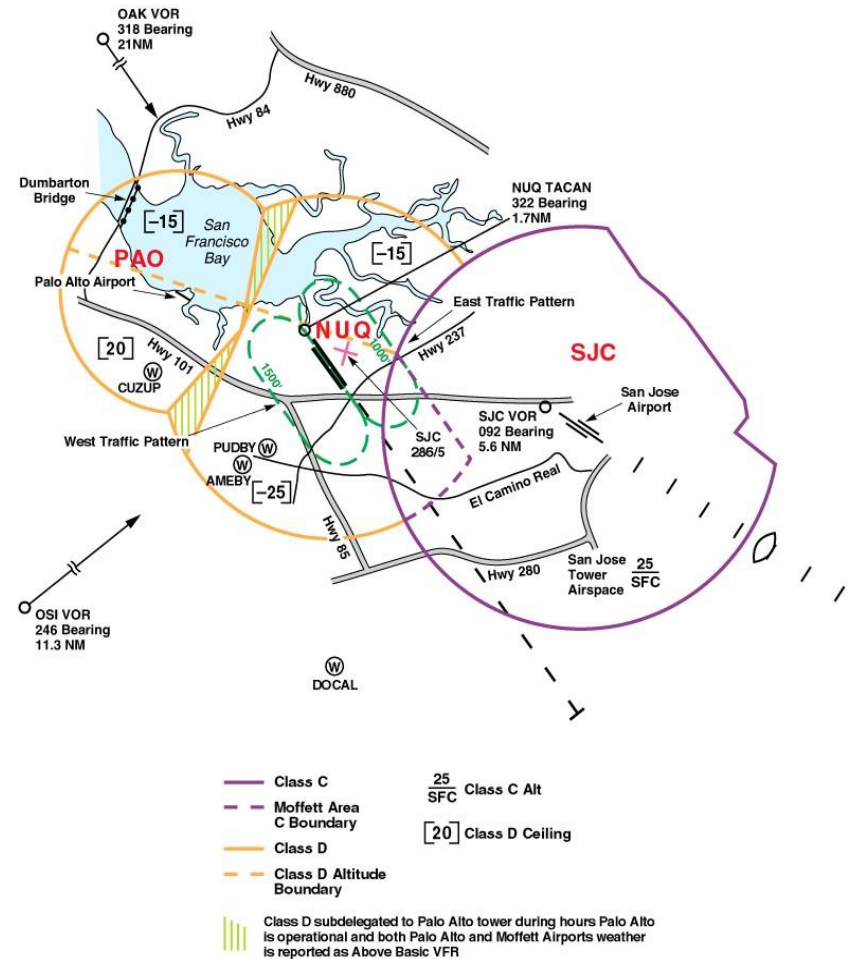 OAK VOR
318 Bearing
21NM
Hwy 880
Hwy 84
Dumbarton
Bridge
NUQ TACAN
322 Bearing
1.7NM
[-15]
San
Francisco
Bay
[-15]
PAO
Palo Alto Airport
East Traffic Pattern
NUQ
Hwy 237
1000'
SJC
[20]
Hwy 101
W
CUZUP
1500'
San Jose
Airport
SJC VOR
092 Bearing
5.6 NM
West Traffic Pattern
SJC
286/5
PUDBY W
W
AMEBY
[-25]
El Camino Real
Hwy 85
Hwy 280
San Jose
Tower
Airspace
25
SFC
OSI VOR
246 Bearing
11.3 NM
W
DOCAL
Class C
25
SFC
Class C Alt
Moffett Area
C Boundary
[20] Class D Ceiling
Class D
Class D Altitude
Boundary
Class D subdelegated to Palo Alto tower during hours Palo Alto
is operational and both Palo Alto and Moffett Airports weather
is reported as Above Basic VFR